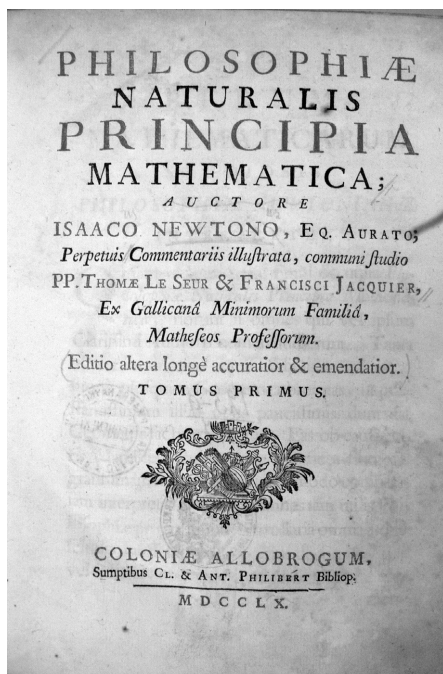 PHILOSOPHIÆ
NATURALIS
PRINCIPIA
MATHEMATICA;
AUCTORE
ISAACO NEWTONO, EQ. AURATO;
Perpetuis Commentariis illuſtrata, communi ſtudio
PP. THOMÆ LE SEUR & FRANCISCI JACQUIER,
Ex Gallicanâ Minimorum Familiâ,
Matheſeos Profeſſorum.
Editio altera longè accuratior & emendatior.
TOMUS PRIMUS.
COLONIÆ ALLOBROGUM,
Sumptibus CL. & ANT. PHILIBERT Bibliop.
MDCCLX.